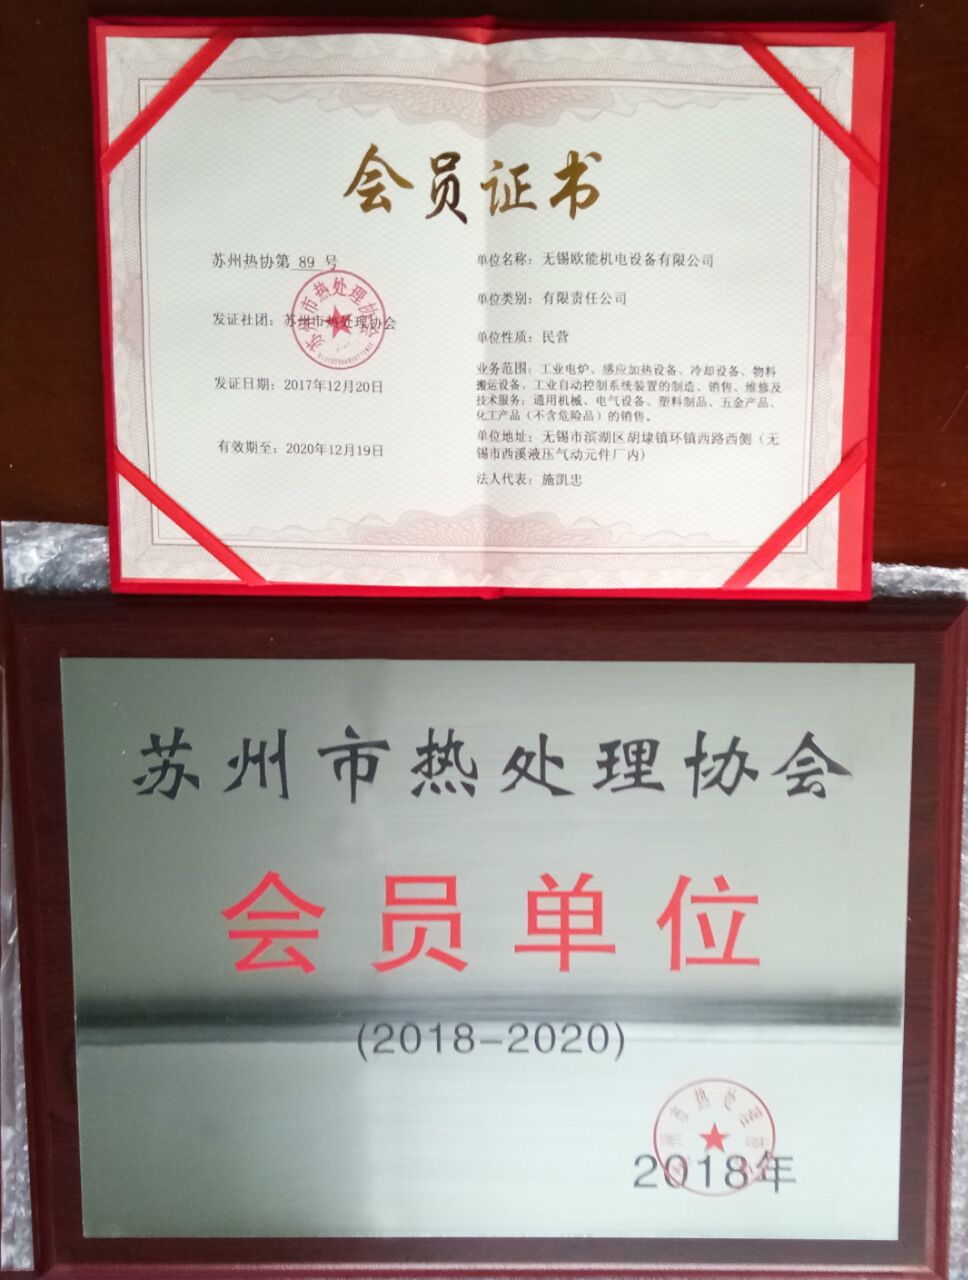 会员证书
苏州热协第 89 号
发证社团：苏州市热处理协会
发证日期：2017年12月20日
有效期至：2020年12月19日
单位名称：无锡欧能机电设备有限公司
单位类别：有限责任公司
单位性质：民营
业务范围：工业电炉、感应加热设备、冷却设备、物料
搬运设备、工业自动控制系统装置的制造、销售、维修及
技术服务；通用机械、电气设备、塑料制品、五金产品、
化工产品（不含危险品）的销售。
单位地址：无锡市滨湖区胡埭镇环镇西路西侧（无
锡市西溪液压气动元件厂内）
法人代表：施凯忠
苏州市热处理协会
苏州市热处理协会
会员单位
(2018-2020)
2018年